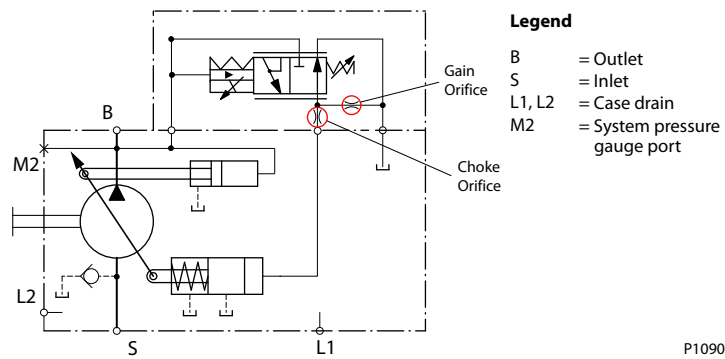 Legend
B = Outlet
S = Inlet
L1, L2 = Case drain
M2 = System pressure
gauge port
Gain
Orifice
B
M2
Choke
Orifice
L2
S
L1
P1090